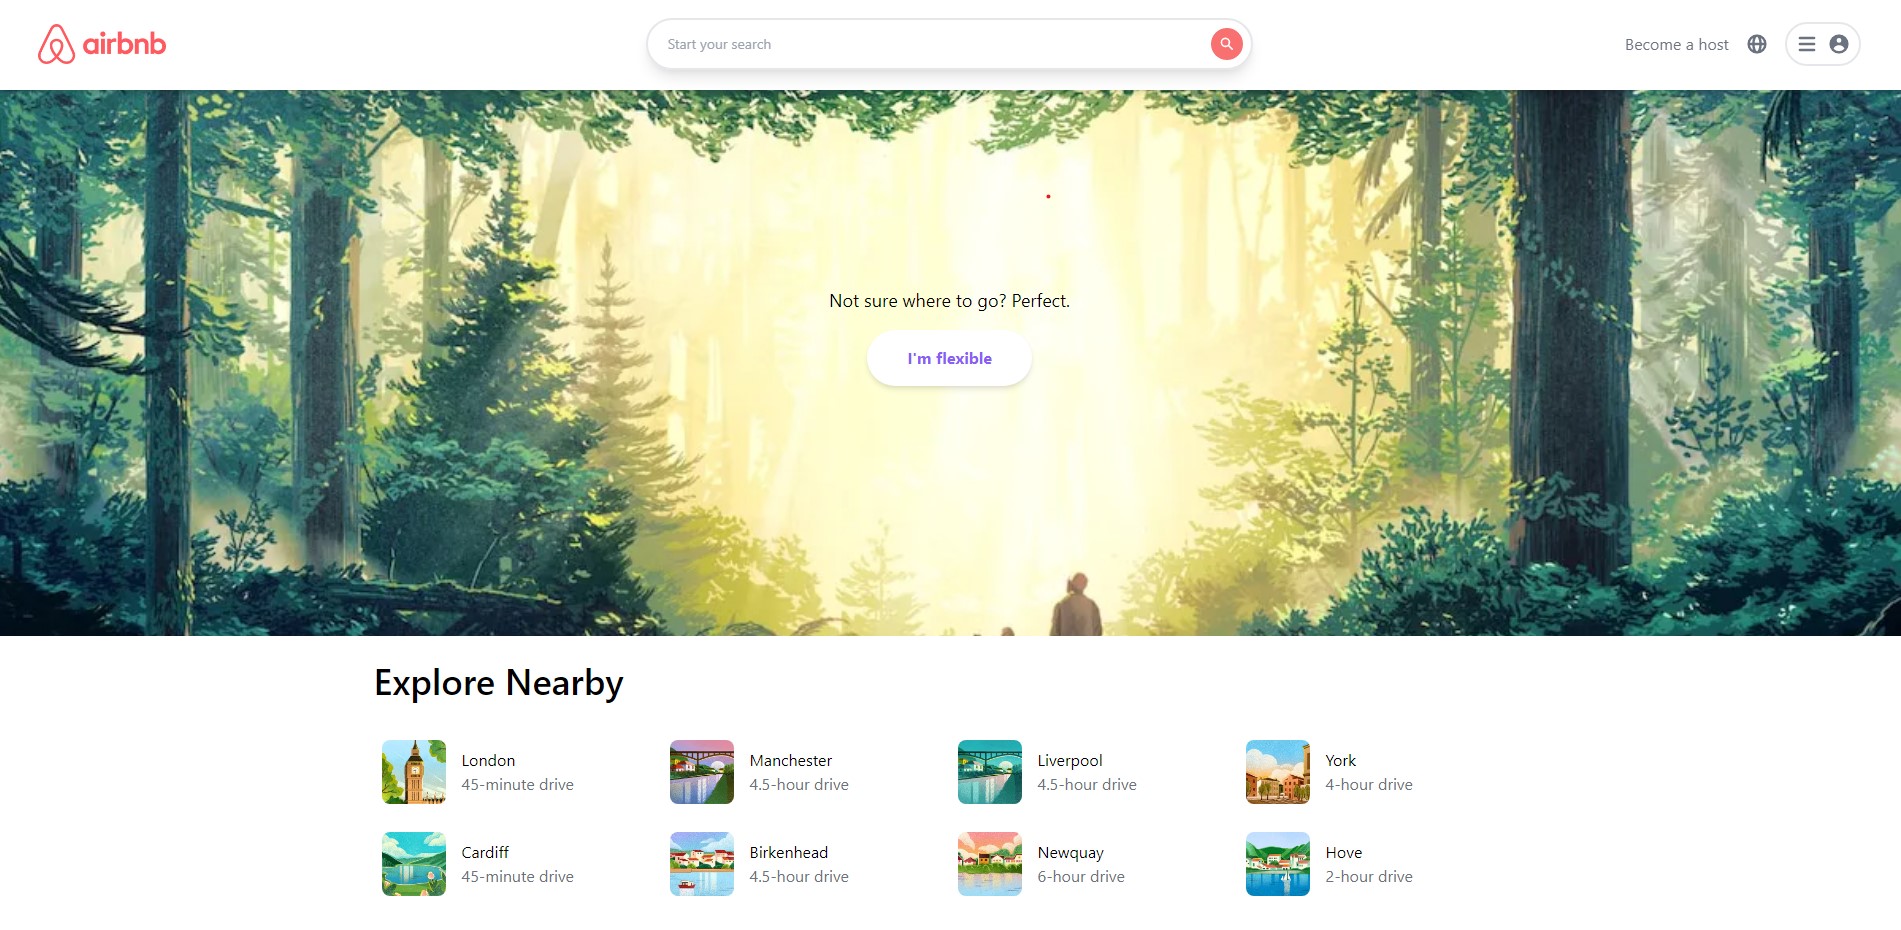 airbnb
Start your search
Become a host
Not sure where to go? Perfect.
I'm flexible
Explore Nearby
London
45-minute drive
Manchester
4.5-hour drive
Liverpool
4.5-hour drive
York
4-hour drive
Cardiff
45-minute drive
Birkenhead
4.5-hour drive
Newquay
6-hour drive
Hove
2-hour drive